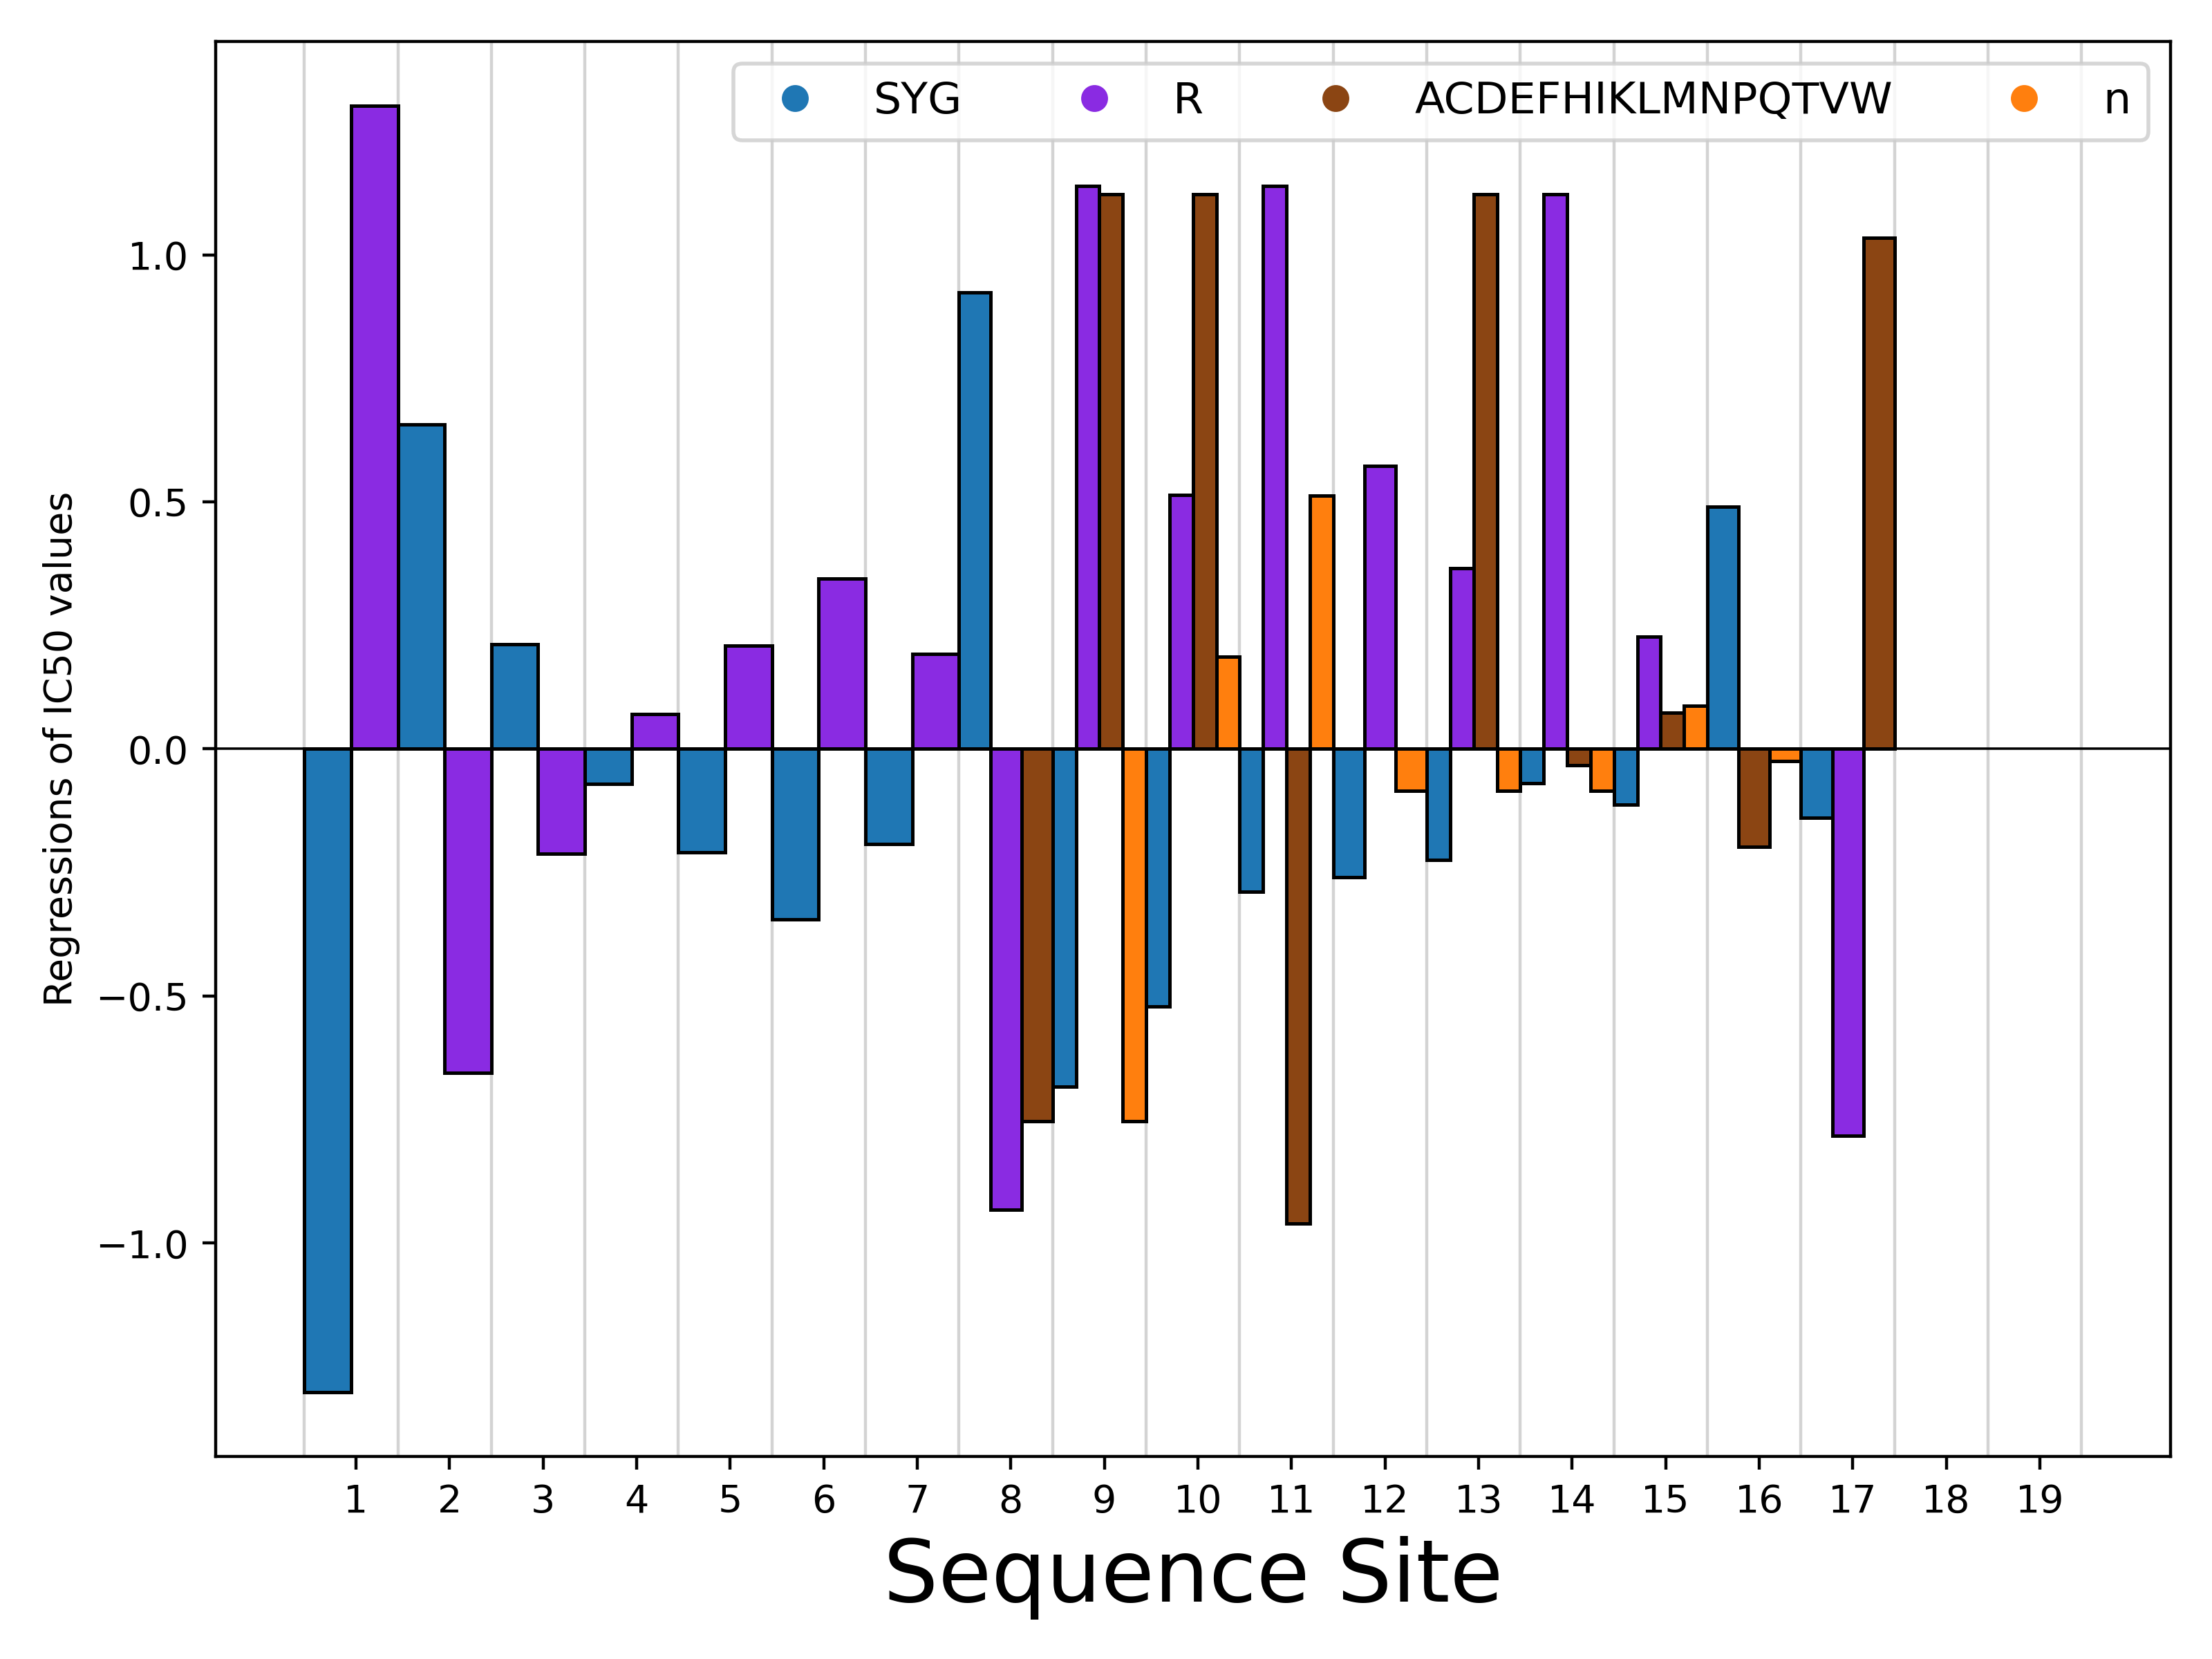 SYG R ACDEFHIKLMNPQTVW n
1.0
0.5
0.0
−0.5
−1.0
Regressions of IC50 values
1 2 3 4 5 6 7 8 9 10 11 12 13 14 15 16 17 18 19
Sequence Site